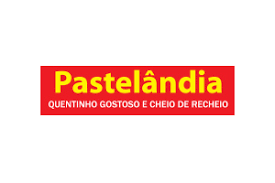 Pastelândia
QUENTINHO GOSTOSO E CHEIO DE RECHEIO